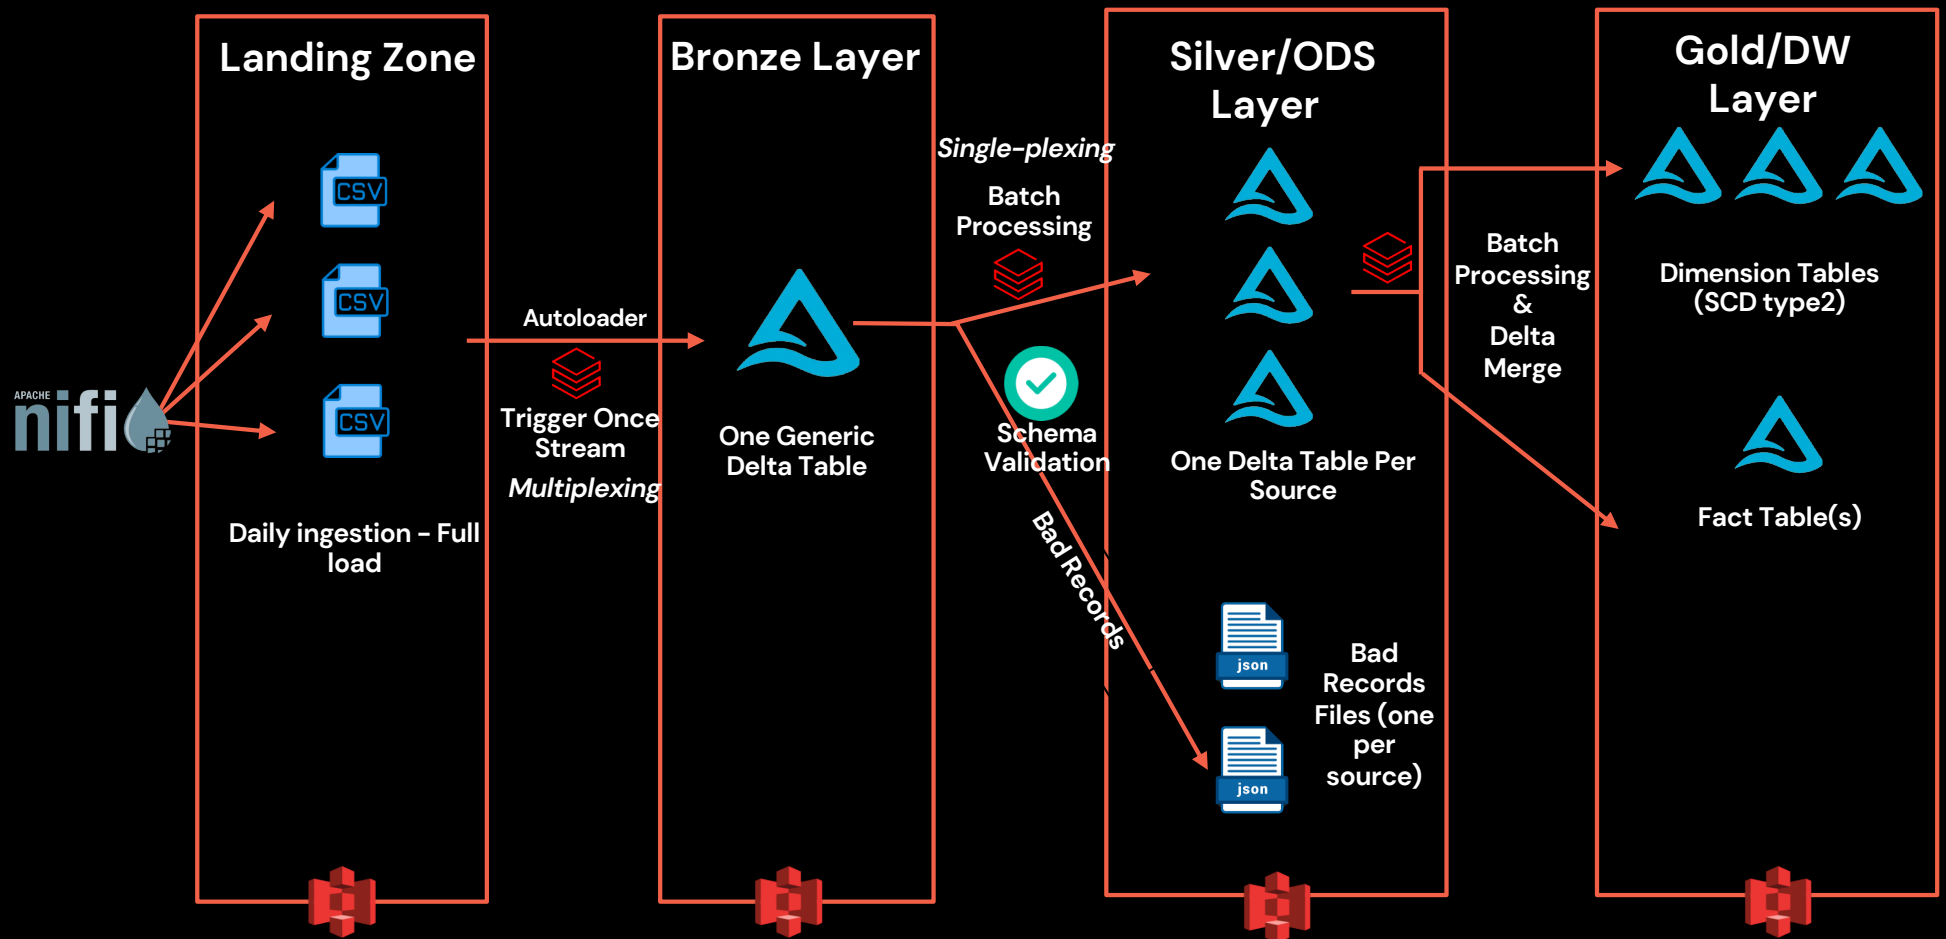 Landing Zone
Bronze Layer
Silver/ODS
Layer
Gold/DW
Layer
APACHE
nifi
CSV
CSV
CSV
Daily ingestion – Full
load
Autoloader
Trigger Once
Stream
Multiplexing
One Generic
Delta Table
Single-plexing
Batch
Processing
Schema
Validation
Bad Records
One Delta Table Per
Source
json
json
Bad
Records
Files (one
per
source)
Batch
Processing
&
Delta
Merge
Dimension Tables
(SCD type2)
Fact Table(s)